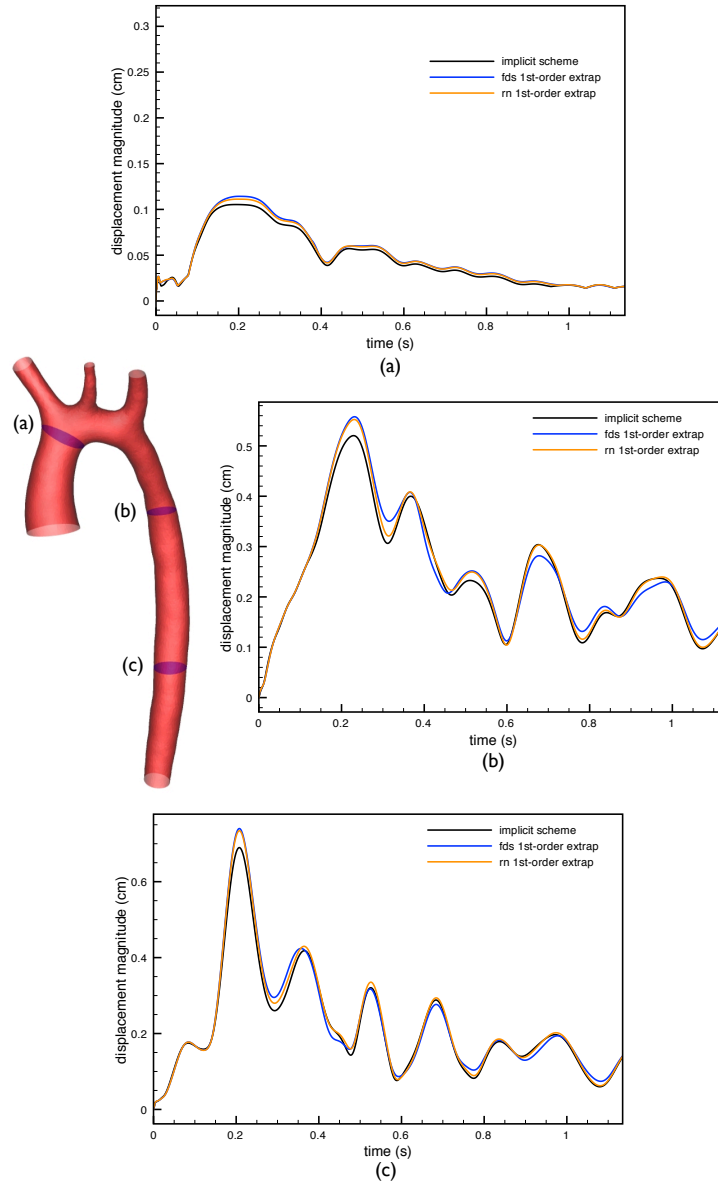 0.3
0.25
0.2
0.15
0.1
0.05
0
displacement magnitude (cm)
implicit scheme
fds 1st-order extrap
rn 1st-order extrap
0 0.2 0.4 0.6 0.8 1
time (s)
(a)
(a)
(b)
(c)
0.5
0.4
0.3
0.2
0.1
0
displacement magnitude (cm)
implicit scheme
fds 1st-order extrap
rn 1st-order extrap
0 0.2 0.4 0.6 0.8 1
time (s)
(b)
0.6
0.4
0.2
0
displacement magnitude (cm)
implicit scheme
fds 1st-order extrap
rn 1st-order extrap
0 0.2 0.4 0.6 0.8 1
time (s)
(c)